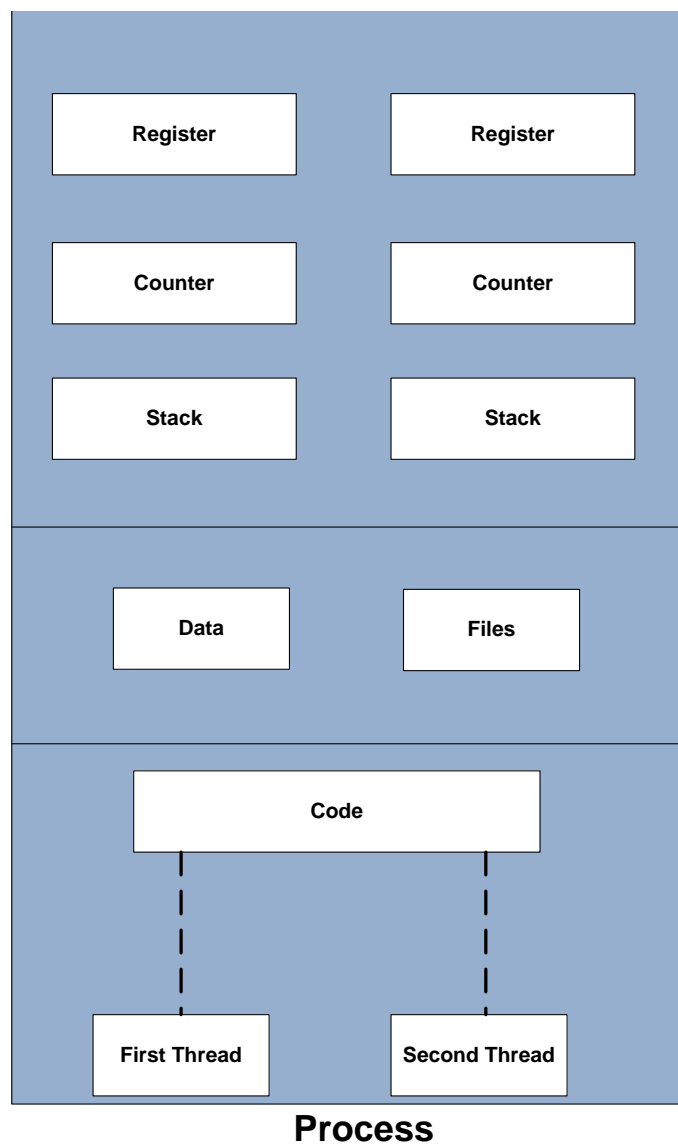 Register Register
Counter Counter
Stack Stack
Data Files
Code
First Thread Second Thread
Process